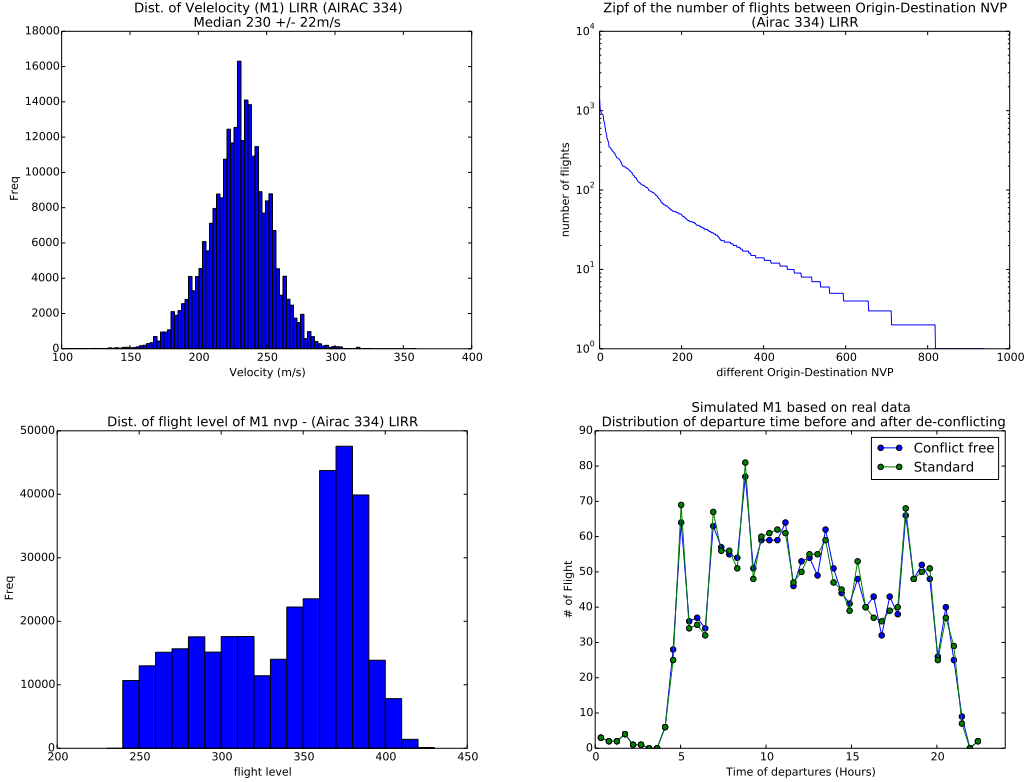 Dist. of Velelocity (M1) LIRR (AIRAC 334)
Median 230 +/- 22m/s
18000
16000
14000
12000
10000
8000
6000
4000
2000
0
Freq
100 150 200 250 300 350 400
Velocity (m/s)
Zipf of the number of flights between Origin-Destination NVP
(Airac 334) LIRR
10^4
10^3
10^2
10^1
10^0
number of flights
0 200 400 600 800 1000
different Origin-Destination NVP
Dist. of flight level of M1 nvp - (Airac 334) LIRR
50000
40000
30000
20000
10000
0
Freq
200 250 300 350 400 450
flight level
Simulated M1 based on real data
Distribution of departure time before and after de-conflicting
90
80
70
60
50
40
30
20
10
0
# of Flight
Conflict free
Standard
0 5 10 15 20
Time of departures (Hours)